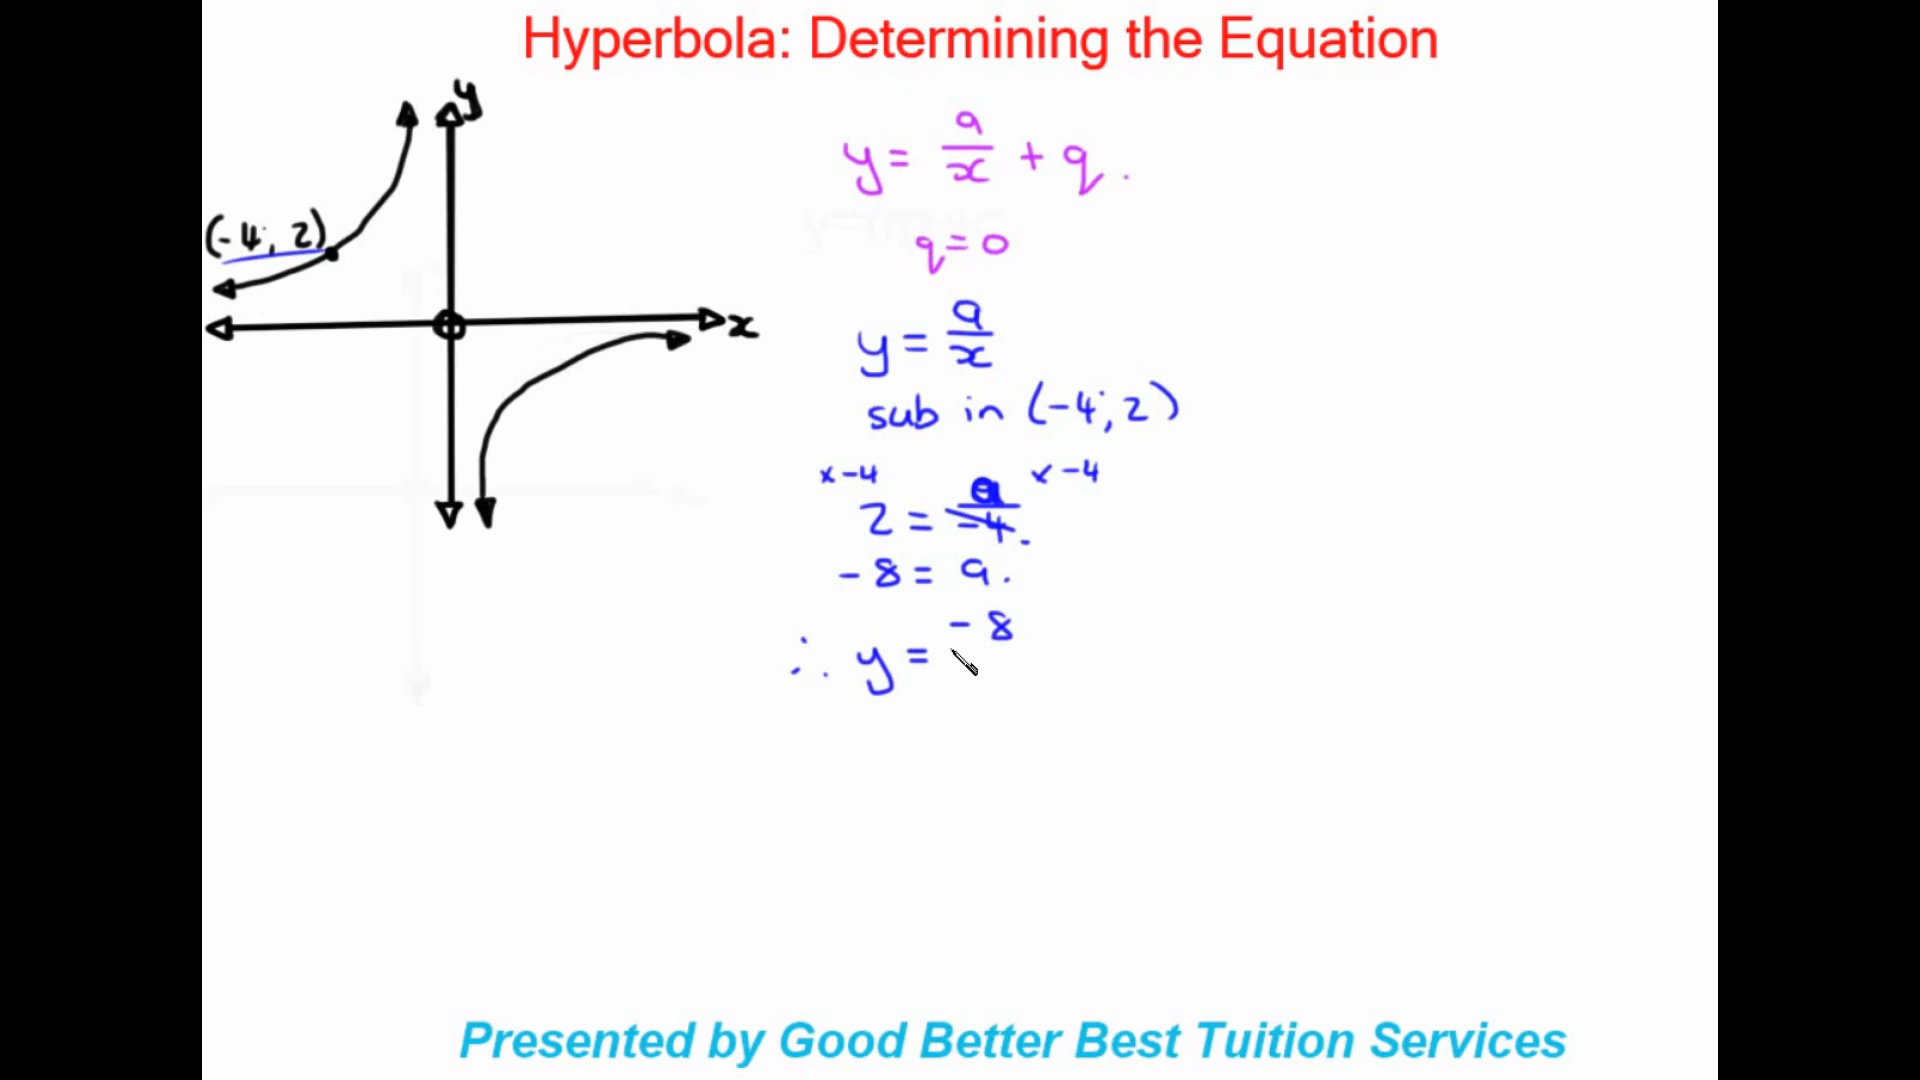 Hyperbola: Determining the Equation
y
(-4; 2)
x
y = a/x + q.
q = 0
y = a/x
sub in (-4; 2)
x -4 x -4
2 = a/-4.
-8 = a.
∴ y = -8
Presented by Good Better Best Tuition Services